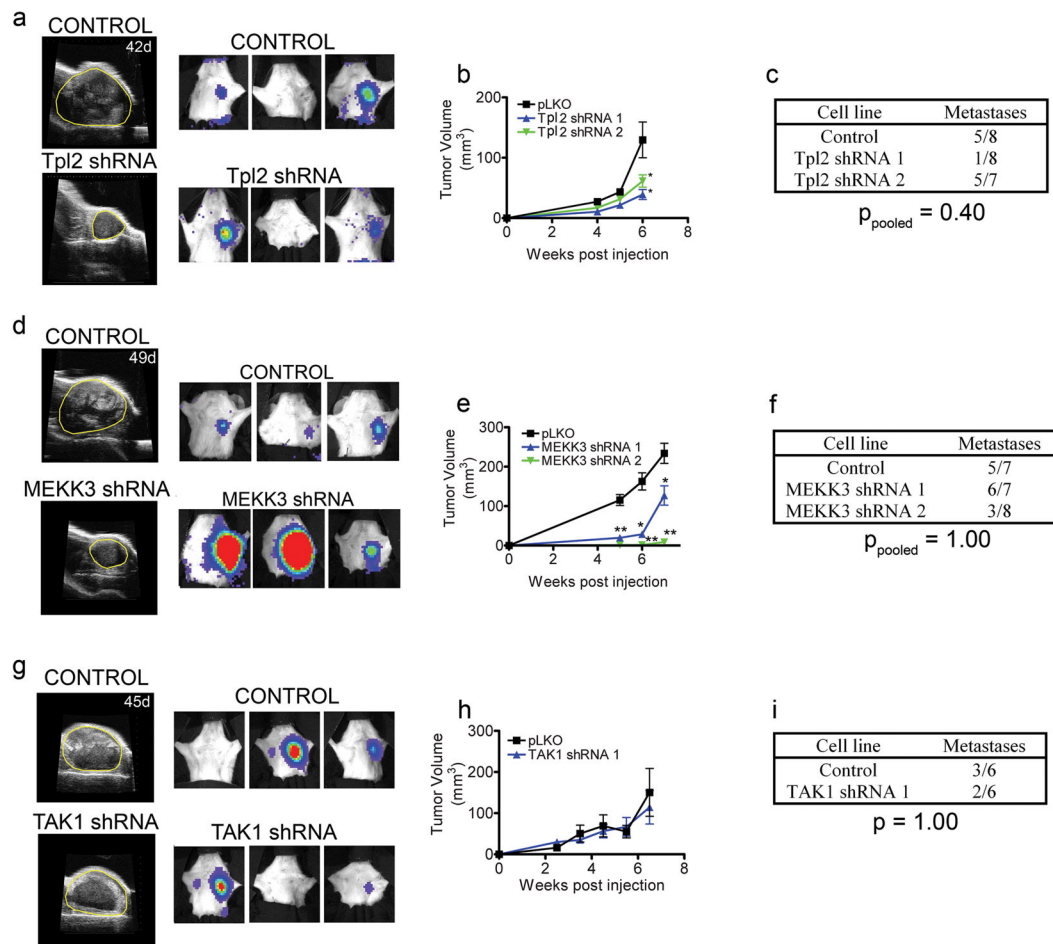 a
CONTROL
42d
CONTROL
Tpl2 shRNA
Tpl2 shRNA
b
200
100
0
Tumor Volume
(mm³)
pLKO
Tpl2 shRNA 1
Tpl2 shRNA 2
*
*
0 2 4 6 8
Weeks post injection
c
Cell line Metastases
Control 5/8
Tpl2 shRNA 1 1/8
Tpl2 shRNA 2 5/7
p pooled = 0.40
d
CONTROL
49d
CONTROL
MEKK3 shRNA
MEKK3 shRNA
e
300
200
100
0
Tumor Volume
(mm³)
pLKO
MEKK3 shRNA 1
MEKK3 shRNA 2
*
** *
** **
0 2 4 6 8
Weeks post injection
f
Cell line Metastases
Control 5/7
MEKK3 shRNA 1 6/7
MEKK3 shRNA 2 3/8
p pooled = 1.00
g
CONTROL
45d
CONTROL
TAK1 shRNA
TAK1 shRNA
h
300
200
100
0
Tumor Volume
(mm³)
pLKO
TAK1 shRNA 1
0 2 4 6 8
Weeks post injection
i
Cell line Metastases
Control 3/6
TAK1 shRNA 1 2/6
p = 1.00